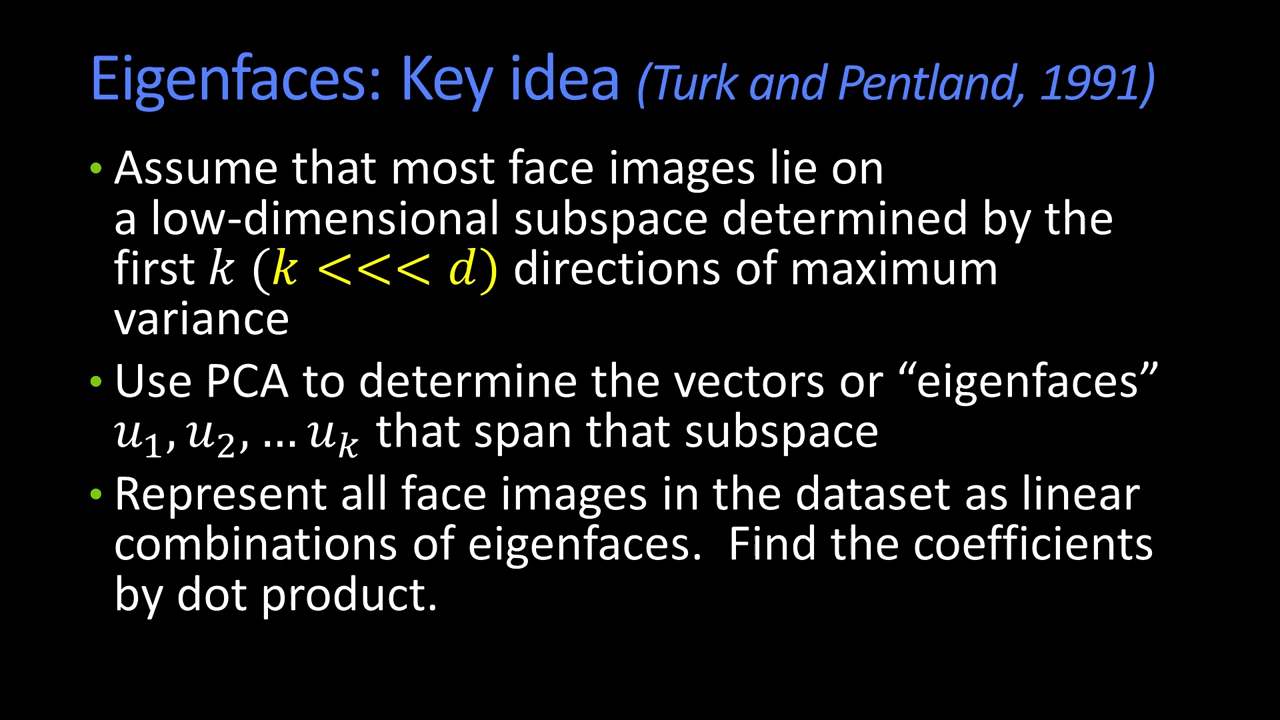 Eigenfaces: Key idea (Turk and Pentland, 1991)
• Assume that most face images lie on
a low-dimensional subspace determined by the
first 𝑘 (𝑘 <<< 𝑑) directions of maximum
variance
• Use PCA to determine the vectors or “eigenfaces”
𝑢₁, 𝑢₂, … 𝑢ₖ that span that subspace
• Represent all face images in the dataset as linear
combinations of eigenfaces.  Find the coefficients
by dot product.